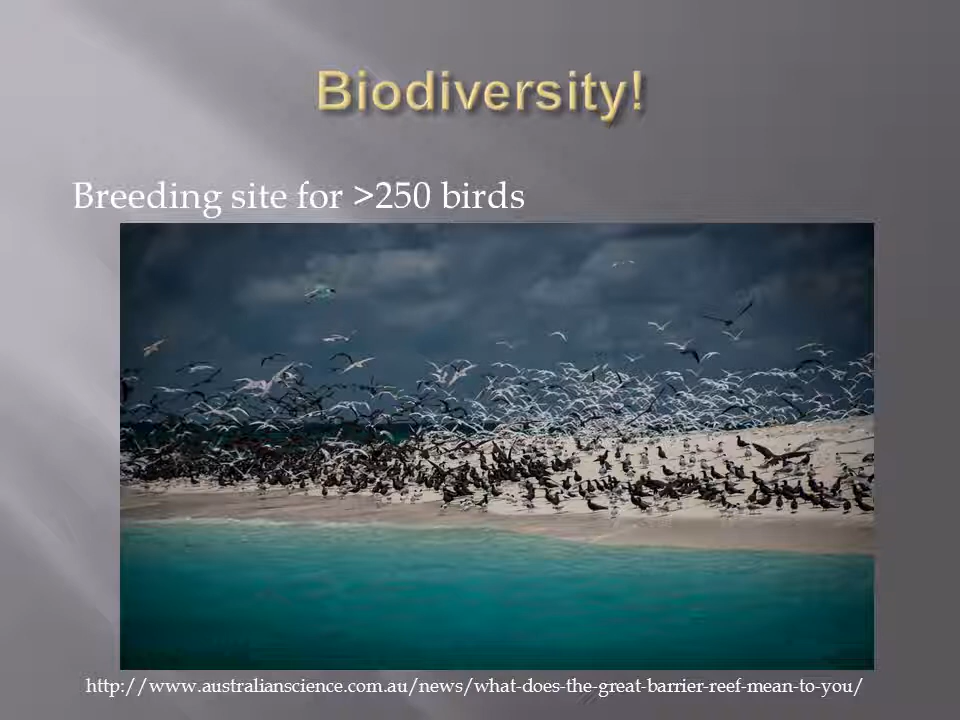 Biodiversity!
Breeding site for >250 birds
http://www.australianscience.com.au/news/what-does-the-great-barrier-reef-mean-to-you/